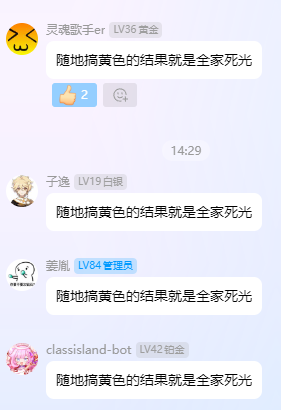 灵魂歌手er LV36 黄金
随地搞黄色的结果就是全家死光
2
14:29
子逸 LV19 白银
随地搞黄色的结果就是全家死光
姜胤 LV84 管理员
随地搞黄色的结果就是全家死光
classisland-bot LV42 铂金
随地搞黄色的结果就是全家死光